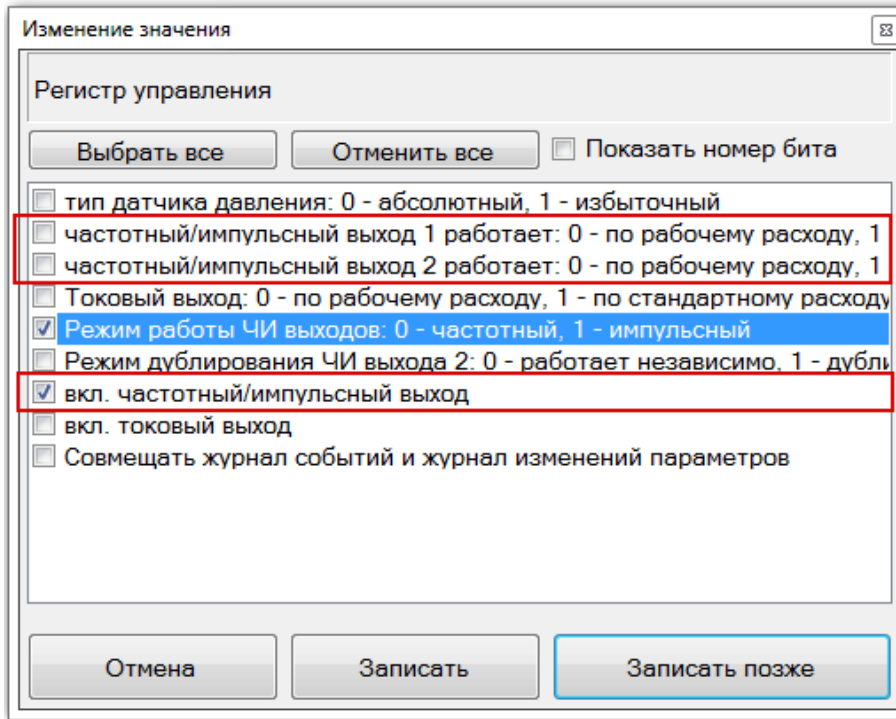 Изменение значения
Регистр управления
Выбрать все Отменить все Показать номер бита
тип датчика давления: 0 - абсолютный, 1 - избыточный
частотный/импульсный выход 1 работает: 0 - по рабочему расходу, 1
частотный/импульсный выход 2 работает: 0 - по рабочему расходу, 1
Токовый выход: 0 - по рабочему расходу, 1 - по стандартному расходу
Режим работы ЧИ выходов: 0 - частотный, 1 - импульсный
Режим дублирования ЧИ выхода 2: 0 - работает независимо, 1 - дубли
вкл. частотный/импульсный выход
вкл. токовый выход
Совмещать журнал событий и журнал изменений параметров
Отмена Записать Записать позже